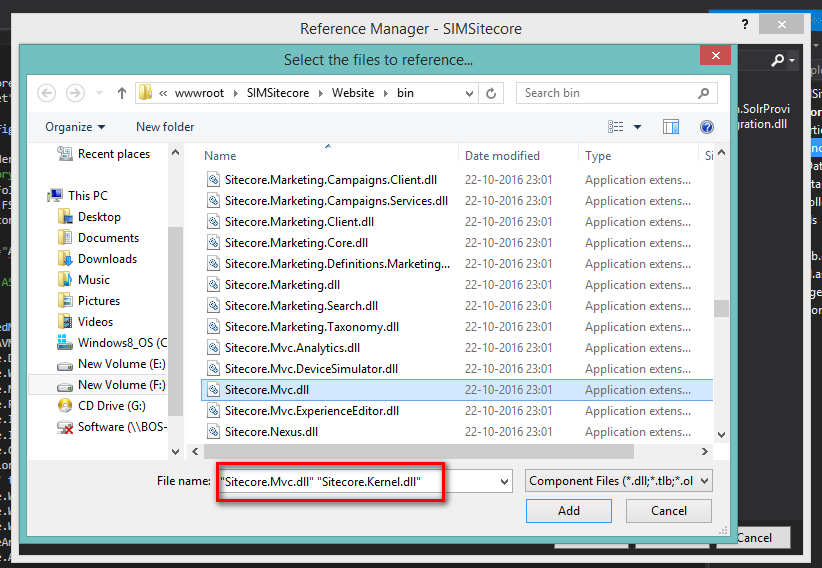 Reference Manager - SIMSitecore
?
Select the files to reference...
« wwwroot SIMSitecore Website bin
Search bin
Organize
New folder
Name Date modified Type Si
Recent places
This PC
Desktop
Documents
Downloads
Music
Pictures
Videos
Windows8_OS (C
New Volume (E:)
New Volume (F:)
CD Drive (G:)
Software (\\BOS-
Sitecore.Marketing.Campaigns.Client.dll 22-10-2016 23:01 Application extens...
Sitecore.Marketing.Campaigns.Services.dll 22-10-2016 23:01 Application extens...
Sitecore.Marketing.Client.dll 22-10-2016 23:01 Application extens...
Sitecore.Marketing.Core.dll 22-10-2016 23:01 Application extens...
Sitecore.Marketing.Definitions.Marketing... 22-10-2016 23:01 Application extens...
Sitecore.Marketing.dll 22-10-2016 23:01 Application extens...
Sitecore.Marketing.Search.dll 22-10-2016 23:01 Application extens...
Sitecore.Marketing.Taxonomy.dll 22-10-2016 23:01 Application extens...
Sitecore.Mvc.Analytics.dll 22-10-2016 23:01 Application extens...
Sitecore.Mvc.DeviceSimulator.dll 22-10-2016 23:01 Application extens...
Sitecore.Mvc.dll 22-10-2016 23:01 Application extens...
Sitecore.Mvc.ExperienceEditor.dll 22-10-2016 23:01 Application extens...
Sitecore.Nexus.dll 22-10-2016 23:01 Application extens...
File name: "Sitecore.Mvc.dll" "Sitecore.Kernel.dll"
Component Files (*.dll;*.tlb;*.ol
Add
Cancel
.SolrProvi
gration.dll
Cancel